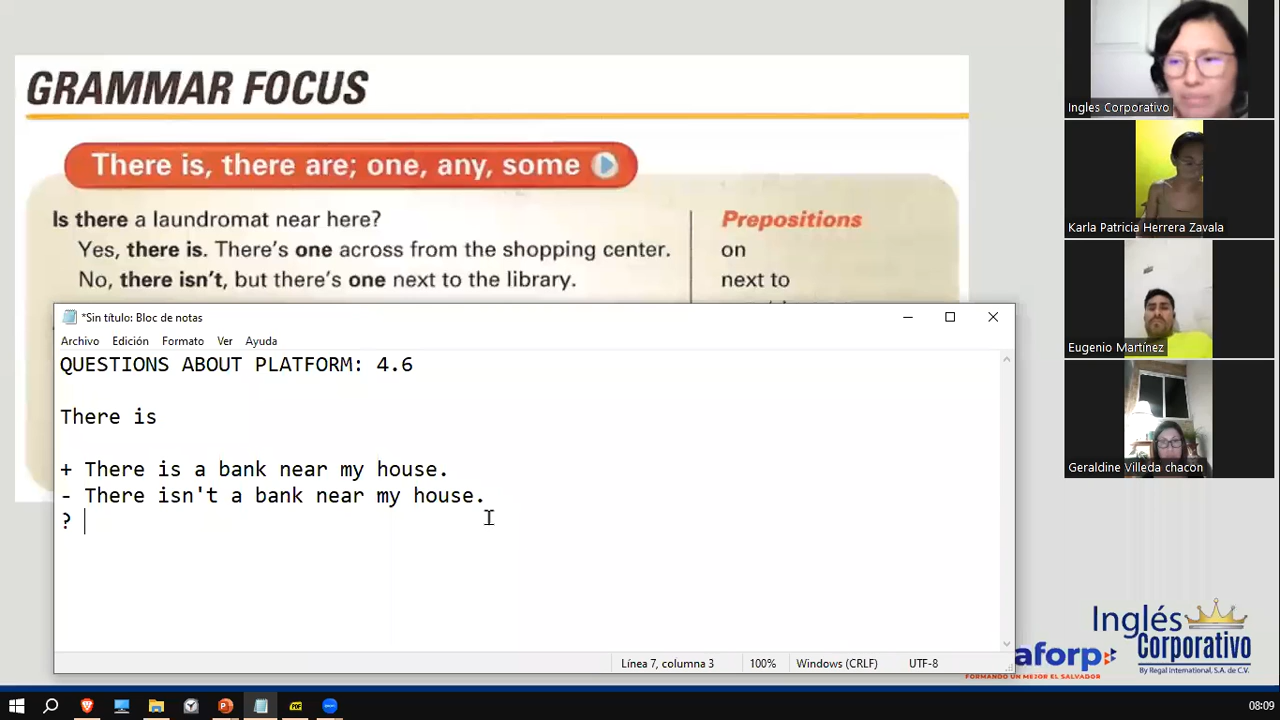 GRAMMAR FOCUS
There is, there are; one, any, some
Is there a laundromat near here?
Yes, there is. There's one across from the shopping center.
No, there isn't, but there's one next to the library.
Prepositions
on
next to
*Sin título: Bloc de notas
Archivo Edición Formato Ver Ayuda
QUESTIONS ABOUT PLATFORM: 4.6
There is
+ There is a bank near my house.
- There isn't a bank near my house.
?
Línea 7, columna 3 100% Windows (CRLF) UTF-8
Ingles Corporativo
Karla Patricia Herrera Zavala
Eugenio Martínez
Geraldine Villeda chacon
Inglés
Corporativo
By Regal International, S.A. de C.V.
aforp
FORMANDO UN MEJOR EL SALVADOR
08:09